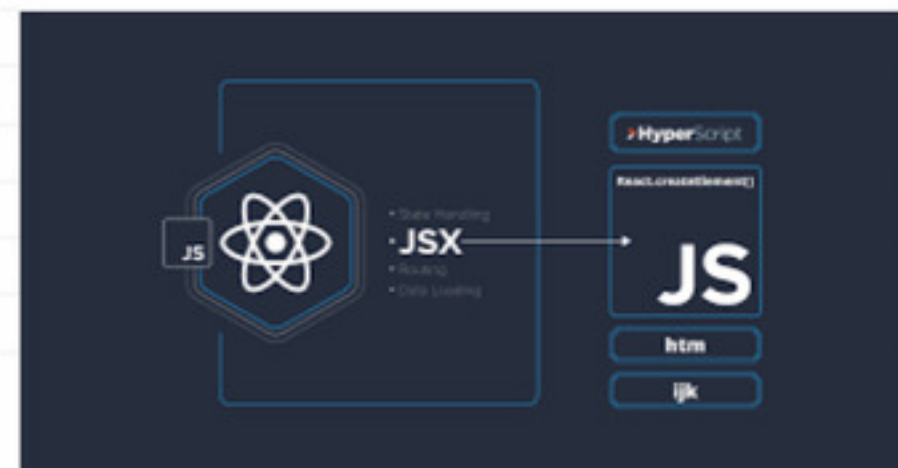 JS
• State Handling
• JSX
• Routing
• Data Loading
HyperScript
React.createElement()
JS
htm
ijk